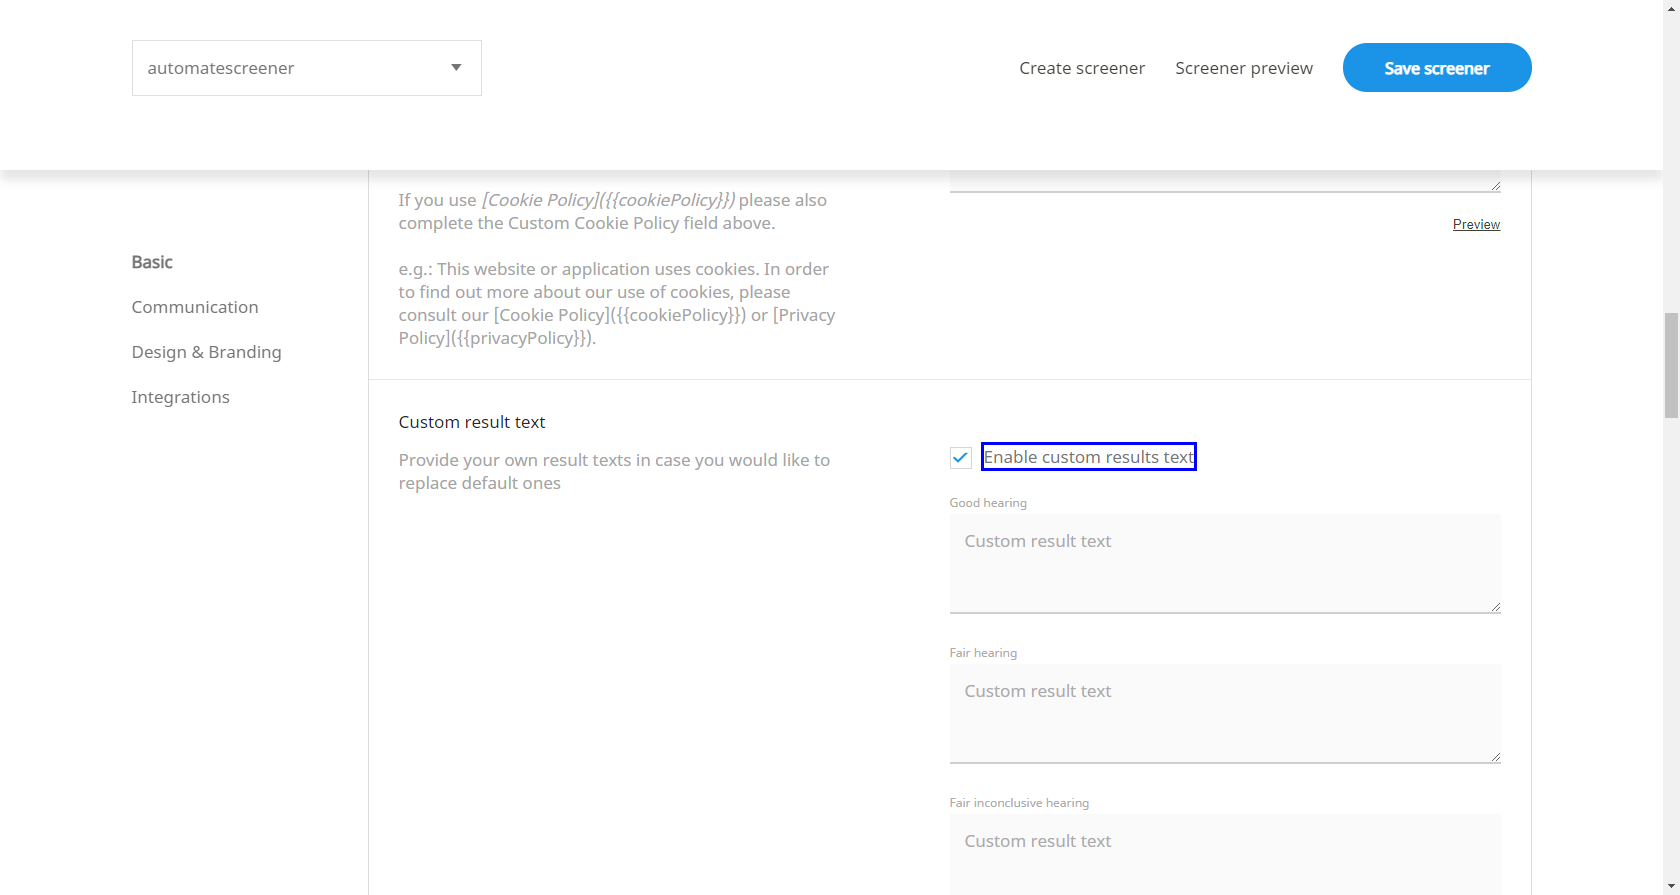 automatescreener
Create screener
Screener preview
Save screener
Basic
Communication
Design & Branding
Integrations
If you use [Cookie Policy]({{cookiePolicy}}) please also
complete the Custom Cookie Policy field above.
e.g.: This website or application uses cookies. In order
to find out more about our use of cookies, please
consult our [Cookie Policy]({{cookiePolicy}}) or [Privacy
Policy]({{privacyPolicy}}).
Preview
Custom result text
Provide your own result texts in case you would like to
replace default ones
Enable custom results text
Good hearing
Custom result text
Fair hearing
Custom result text
Fair inconclusive hearing
Custom result text